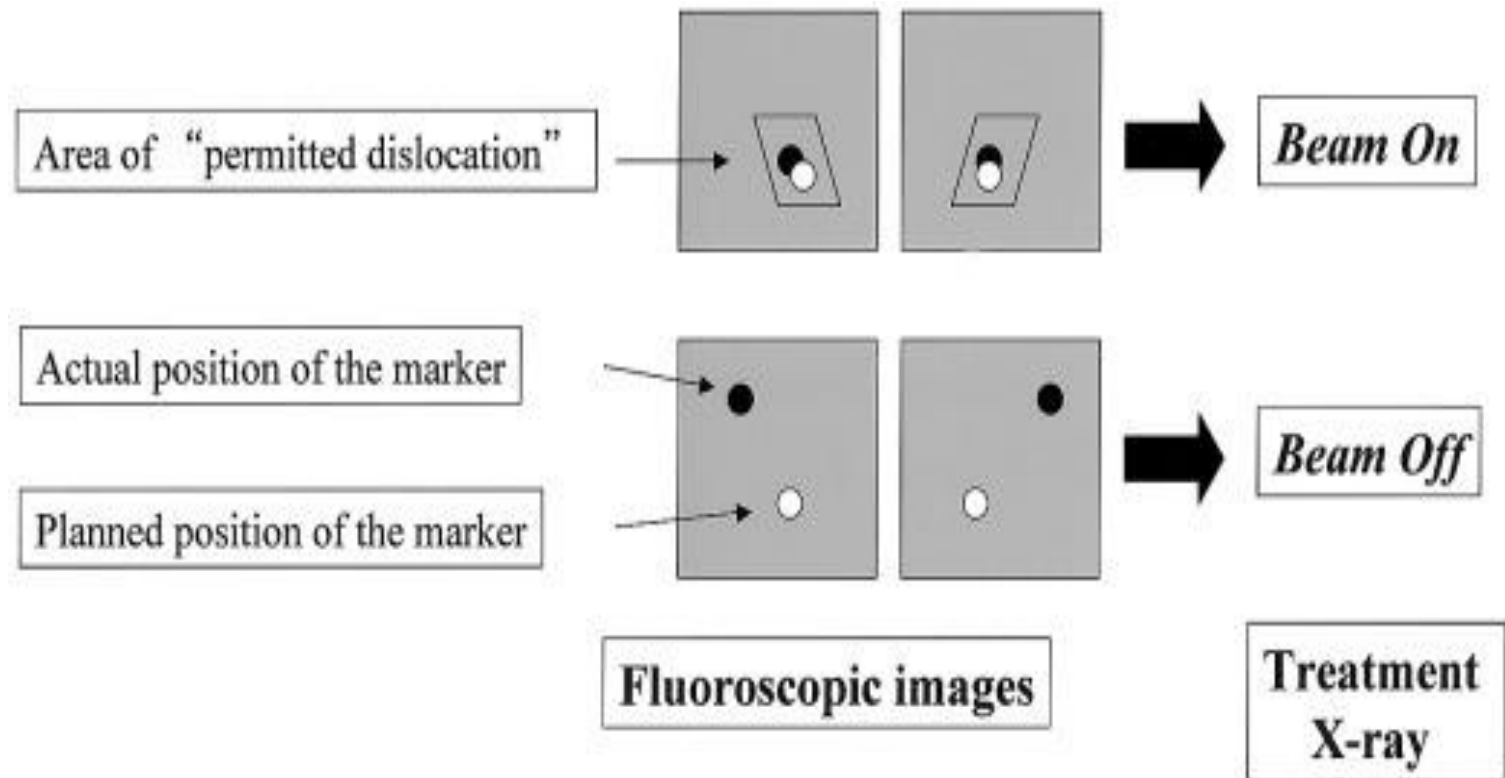 Area of “permitted dislocation”
Beam On
Actual position of the marker
Beam Off
Planned position of the marker
Fluoroscopic images
Treatment
X-ray